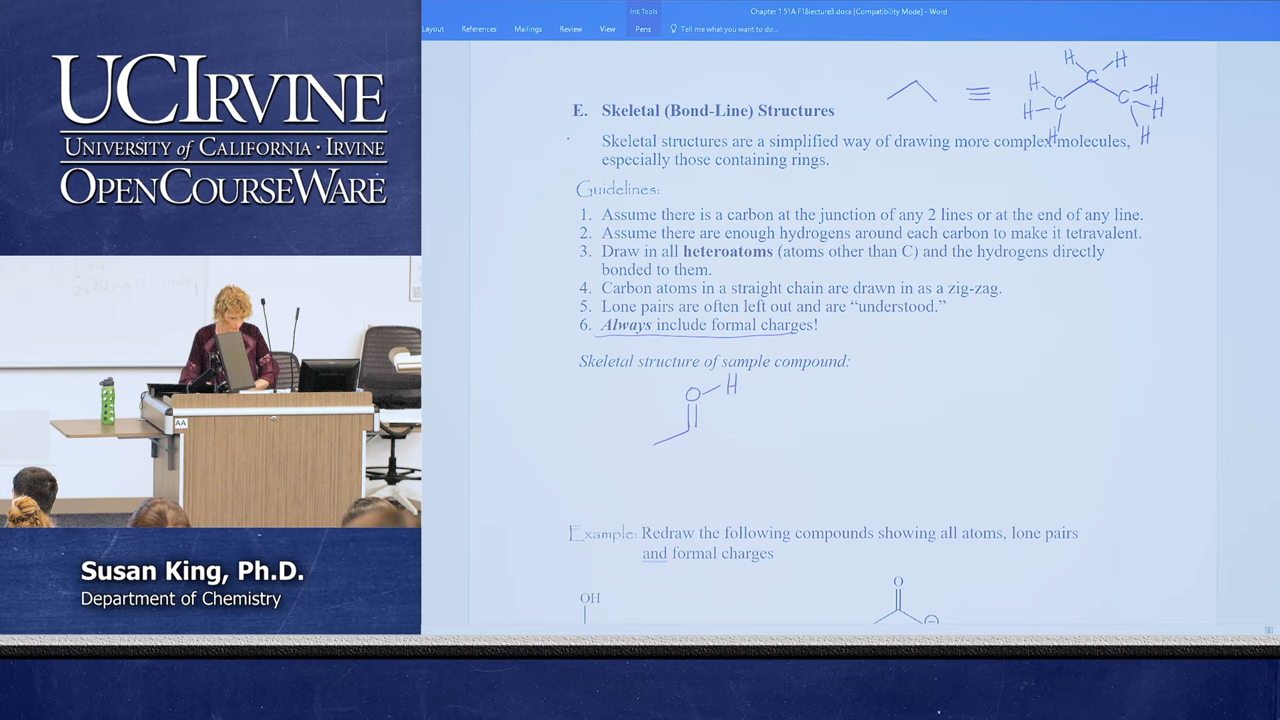 UCIRVINE
UNIVERSITY of CALIFORNIA · IRVINE
OPENCOURSEWARE
AA
Susan King, Ph.D.
Department of Chemistry
Ink Tools
Chapter 1 51A F18lecture3.docx [Compatibility Mode] - Word
Layout References Mailings Review View Pens Tell me what you want to do...
E. Skeletal (Bond-Line) Structures
≡
H H
C
H C C H
H H
H H
Skeletal structures are a simplified way of drawing more complex molecules,
especially those containing rings.
Guidelines:
1. Assume there is a carbon at the junction of any 2 lines or at the end of any line.
2. Assume there are enough hydrogens around each carbon to make it tetravalent.
3. Draw in all heteroatoms (atoms other than C) and the hydrogens directly
bonded to them.
4. Carbon atoms in a straight chain are drawn in as a zig-zag.
5. Lone pairs are often left out and are “understood.”
6. Always include formal charges!
Skeletal structure of sample compound:
O H
Example: Redraw the following compounds showing all atoms, lone pairs
and formal charges
OH
O